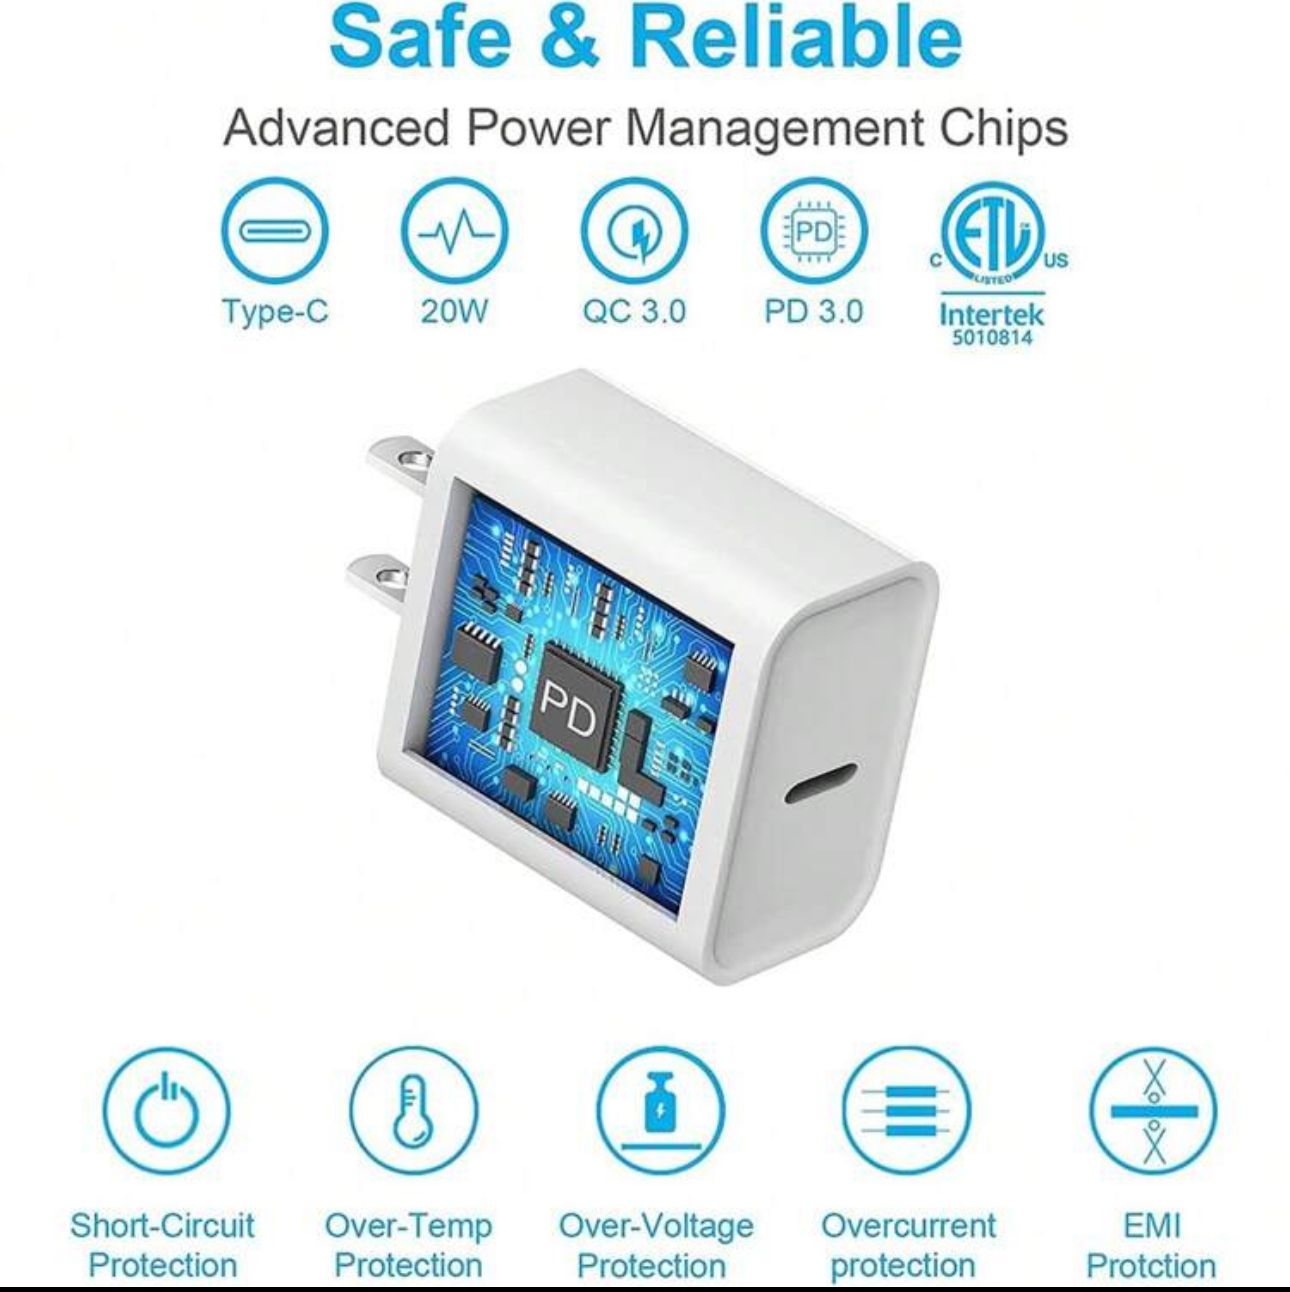 Safe & Reliable
Advanced Power Management Chips
PD
ETL
C LISTED US
Type-C 20W QC 3.0 PD 3.0 Intertek
5010814
PD
Short-Circuit Over-Temp Over-Voltage Overcurrent EMI
Protection Protection Protection protection Protction